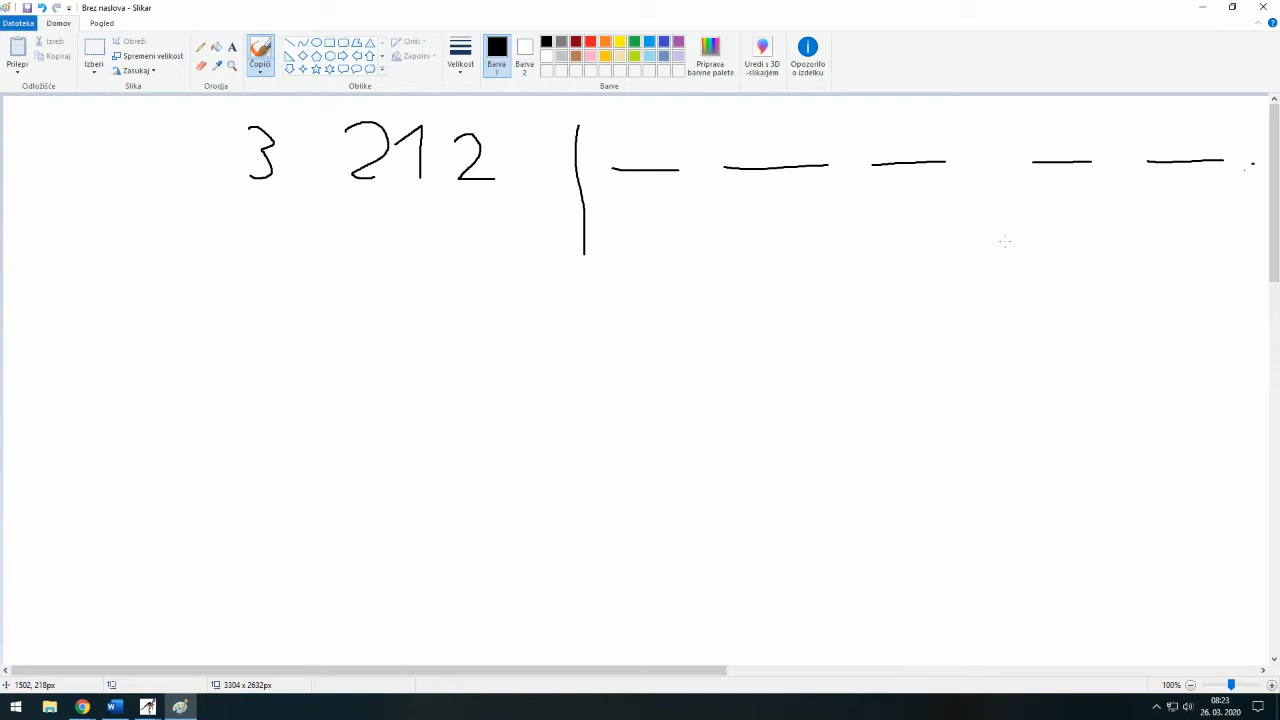 Brez naslova - Slikar
Datoteka Domov Pogled
Prilepi Izreži Kopiraj Izberi Obreži Spremeni velikost Zasukaj A Čopiči Oriši Zapolni Velikost Barva 1 Barva 2 Priprava barvne palete Uredi s 3D -slikarjem Opozorilo o izdelku
Odložišče Slika Orodja Oblike Barve
3 212
1502, 218px 3304 x 2632px 100%
08:23
26. 03. 2020